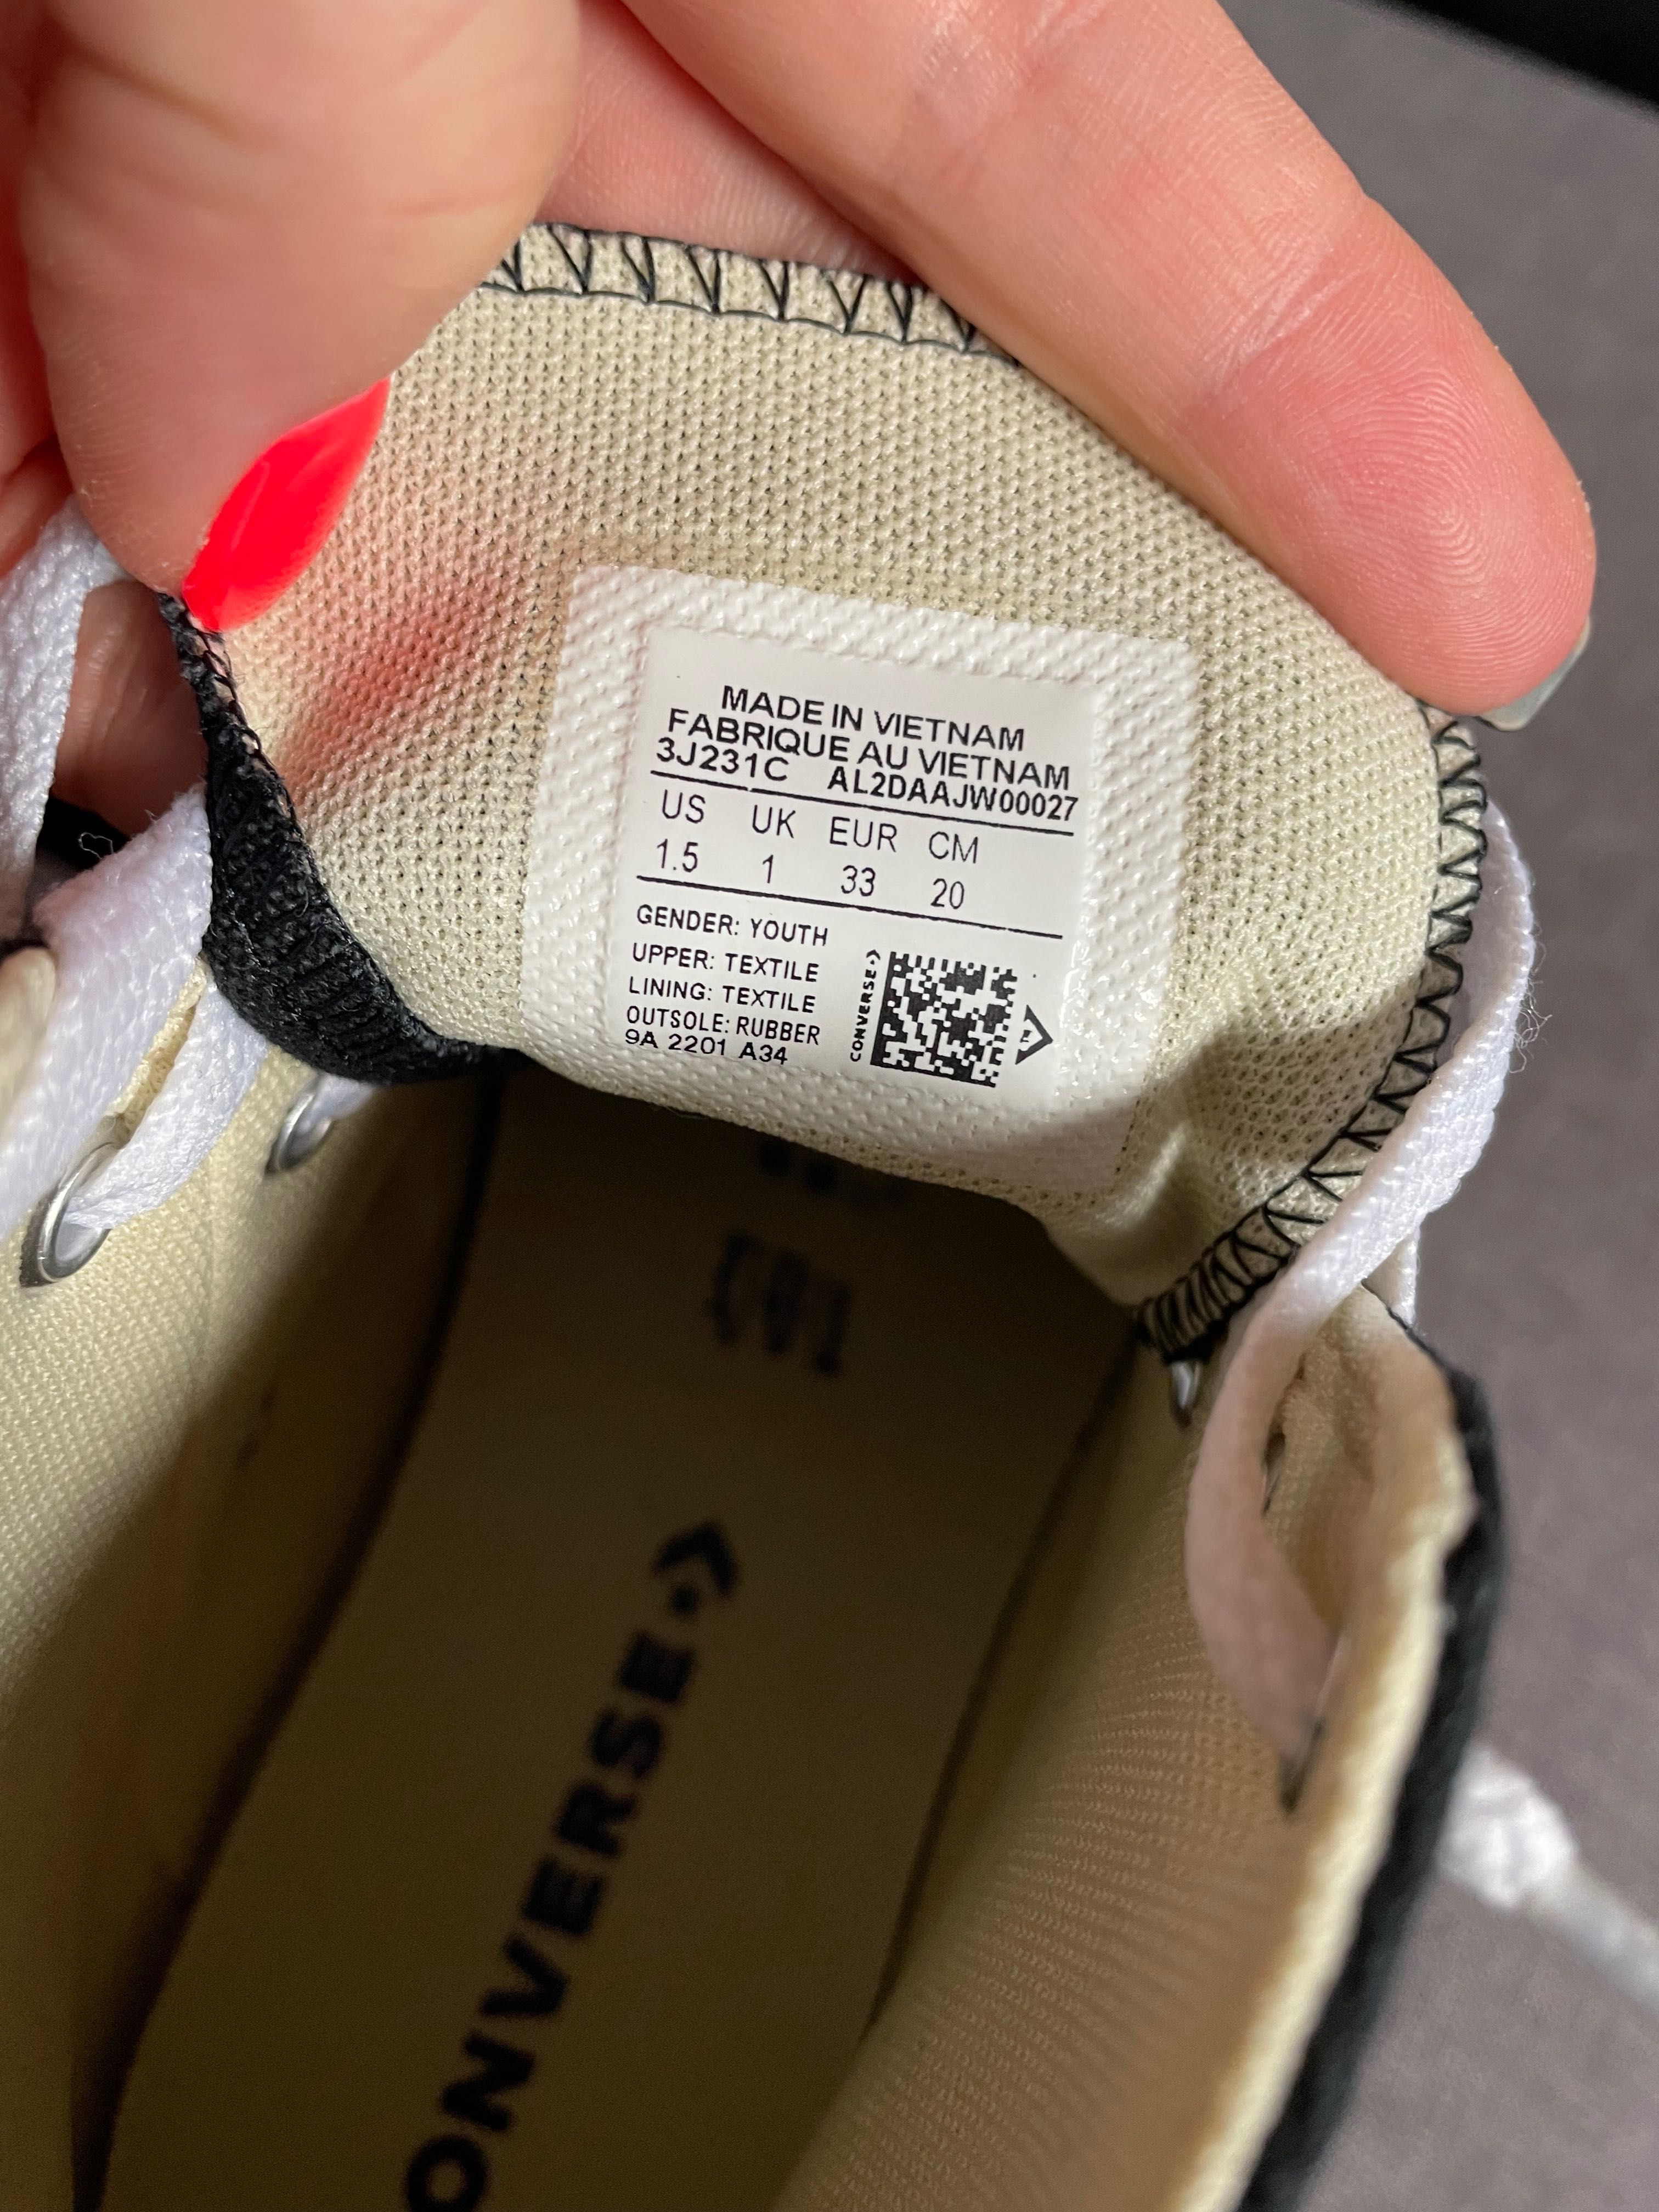 MADE IN VIETNAM
FABRIQUE AU VIETNAM
3J231C AL2DAAJW00027
US UK EUR CM
1.5 1 33 20
GENDER: YOUTH
UPPER: TEXTILE
LINING: TEXTILE
OUTSOLE: RUBBER
9A 2201 A34
CONVERSE
ONVERSE